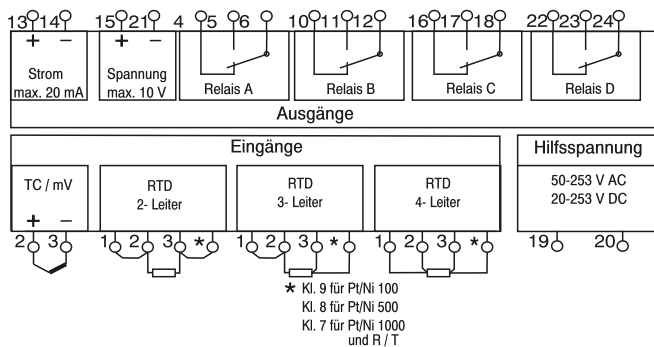 13 14 15 21 4 5 6 10 11 12 16 17 18 22 23 24
+ − + −
Strom
max. 20 mA
Spannung
max. 10 V
Relais A
Relais B
Relais C
Relais D
Ausgänge
Eingänge
Hilfsspannung
TC / mV
+ −
RTD
2- Leiter
RTD
3- Leiter
RTD
4- Leiter
50-253 V AC
20-253 V DC
2 3 1 2 3 * 1 2 3 * 1 2 3 * 19 20
* Kl. 9 für Pt/Ni 100
Kl. 8 für Pt/Ni 500
Kl. 7 für Pt/Ni 1000
und R / T